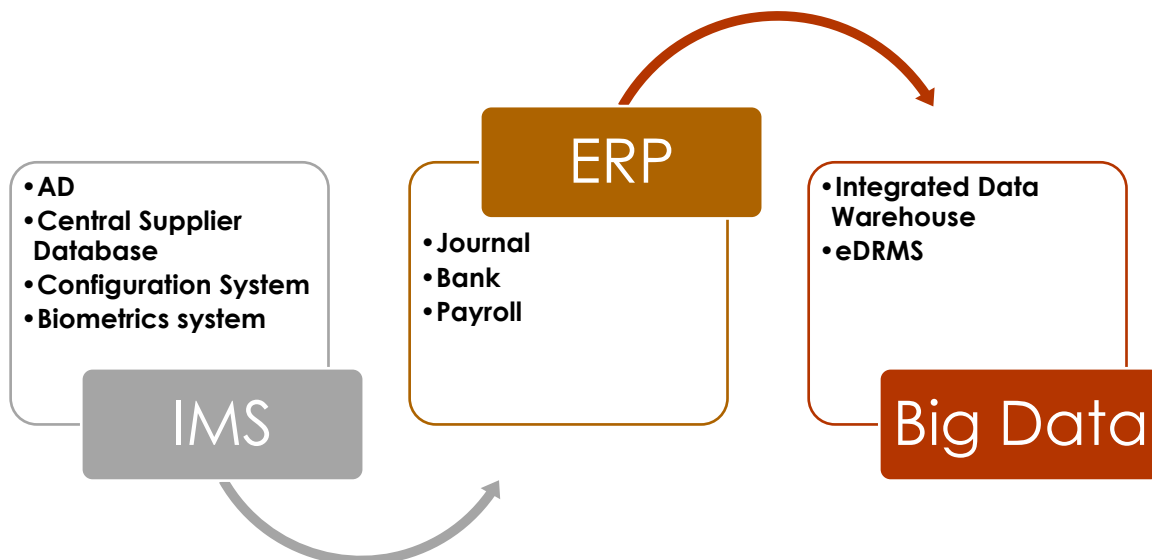 •AD
•Central Supplier
Database
•Configuration System
•Biometrics system
IMS
ERP
•Journal
•Bank
•Payroll
•Integrated Data
Warehouse
•eDRMS
Big Data